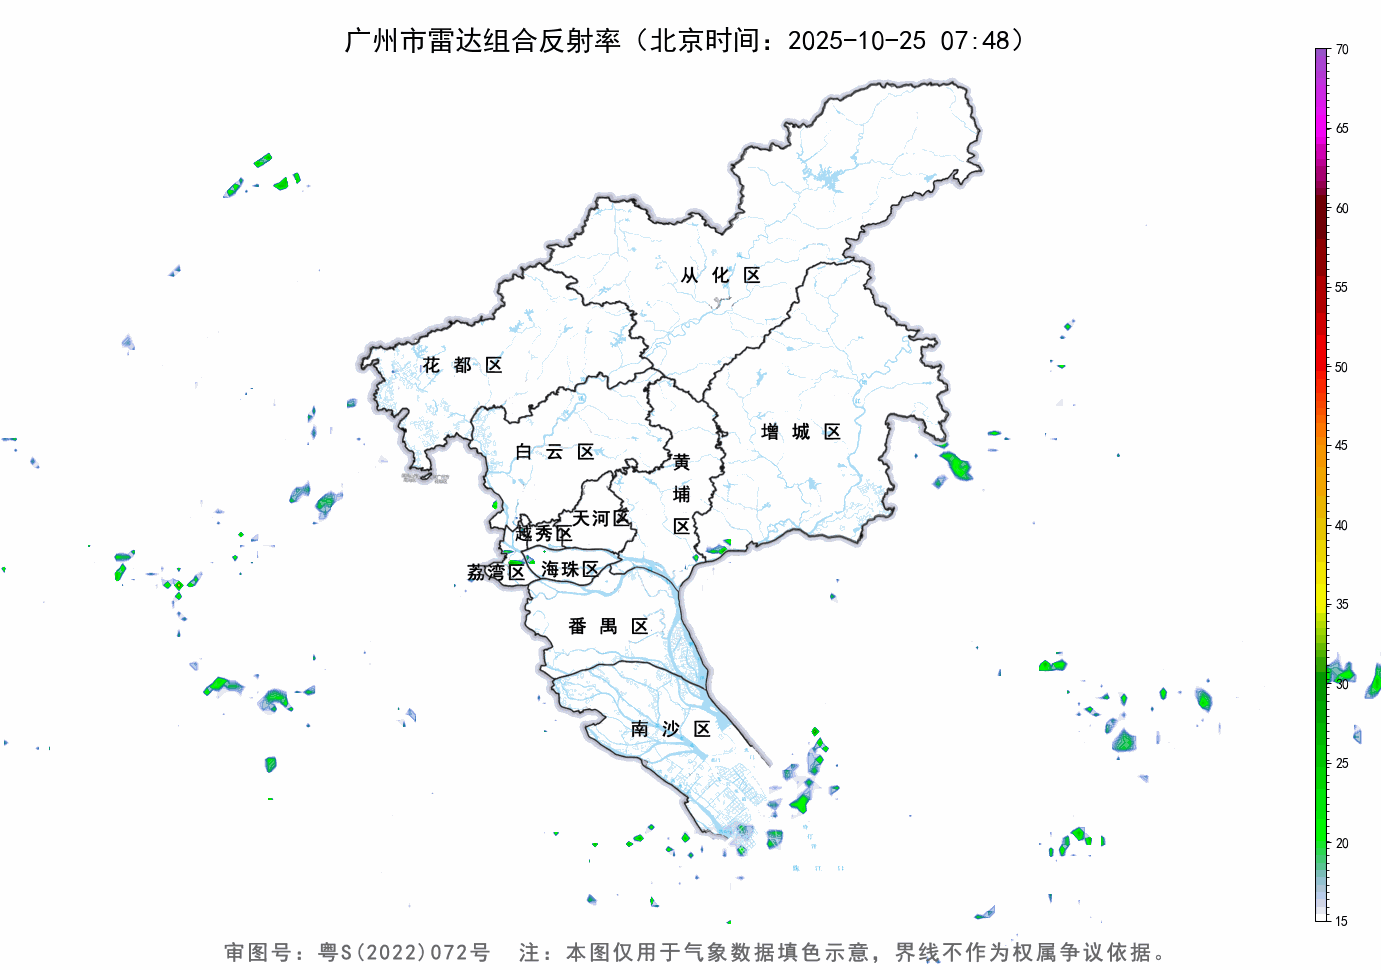 广州市雷达组合反射率（北京时间：2025-10-25 07:48）
70
65
60
55
50
45
40
35
30
25
20
15
从化区
花都区
增城区
白云区
黄埔区
天河区
越秀区
荔湾区
海珠区
番禺区
南沙区
审图号：粤S(2022)072号 注：本图仅用于气象数据填色示意，界线不作为权属争议依据。